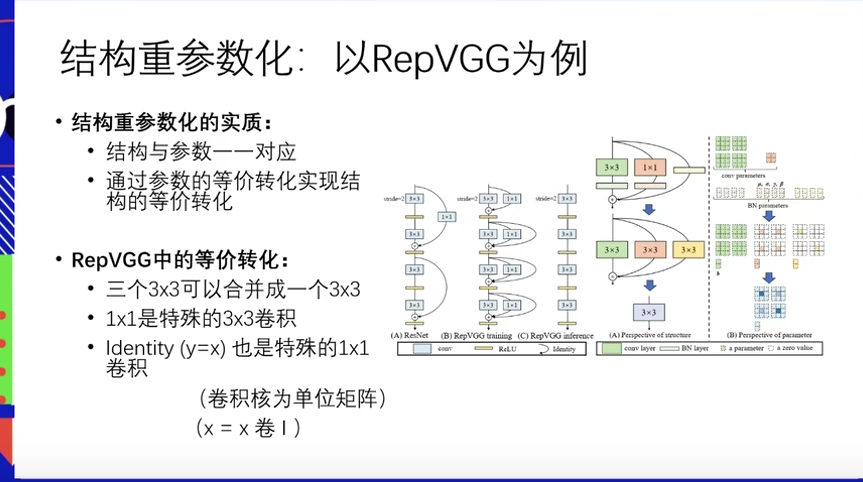 结构重参数化：以RepVGG为例
• 结构重参数化的实质：
• 结构与参数一一对应
• 通过参数的等价转化实现结
构的等价转化
• RepVGG中的等价转化：
• 三个3x3可以合并成一个3x3
• 1x1是特殊的3x3卷积
• Identity (y=x) 也是特殊的1x1
卷积
（卷积核为单位矩阵）
（x = x 卷 I ）
stride=2 3×3
1×1
3×3
3×3
3×3
(A) ResNet
stride=2 3×3 1×1
3×3 1×1
3×3 1×1
3×3 1×1
(B) RepVGG training
stride=2 3×3
3×3
3×3
3×3
(C) RepVGG inference
conv ReLU Identity
3×3 1×1
3×3 3×3 3×3
3×3
(A) Perspective of structure
conv parameters
μ, σ, γ, β
BN parameters
(B) Perspective of parameter
conv layer BN layer a parameter a zero value